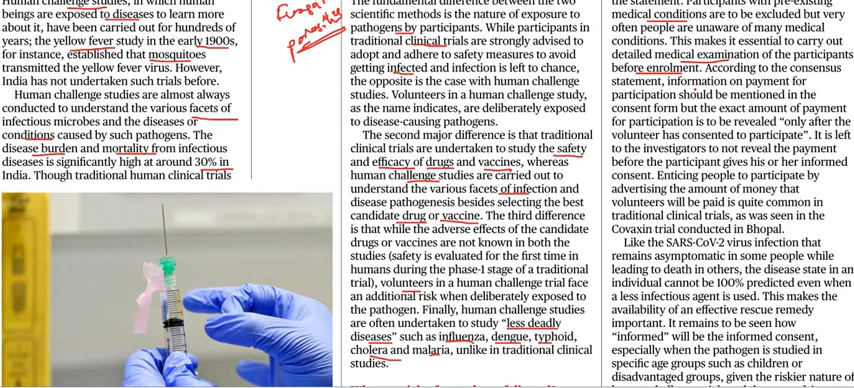 Human challenge studies, in which human
beings are exposed to diseases to learn more
about it, have been carried out for hundreds of
years; the yellow fever study in the early 1900s,
for instance, established that mosquitoes
transmitted the yellow fever virus. However,
India has not undertaken such trials before.
Human challenge studies are almost always
conducted to understand the various facets of
infectious microbes and the diseases or
conditions caused by such pathogens. The
disease burden and mortality from infectious
diseases is significantly high at around 30% in
India. Though traditional human clinical trials
The fundamental difference between the two
scientific methods is the nature of exposure to
pathogens by participants. While participants in
traditional clinical trials are strongly advised to
adopt and adhere to safety measures to avoid
getting infected and infection is left to chance,
the opposite is the case with human challenge
studies. Volunteers in a human challenge study,
as the name indicates, are deliberately exposed
to disease-causing pathogens.
The second major difference is that traditional
clinical trials are undertaken to study the safety
and efficacy of drugs and vaccines, whereas
human challenge studies are carried out to
understand the various facets of infection and
disease pathogenesis besides selecting the best
candidate drug or vaccine. The third difference
is that while the adverse effects of the candidate
drugs or vaccines are not known in both the
studies (safety is evaluated for the first time in
humans during the phase-1 stage of a traditional
trial), volunteers in a human challenge trial face
an additional risk when deliberately exposed to
the pathogen. Finally, human challenge studies
are often undertaken to study “less deadly
diseases” such as influenza, dengue, typhoid,
cholera and malaria, unlike in traditional clinical
studies.
the statement. Participants with pre-existing
medical conditions are to be excluded but very
often people are unaware of many medical
conditions. This makes it essential to carry out
detailed medical examination of the participants
before enrolment. According to the consensus
statement, information on payment for
participation should be mentioned in the
consent form but the exact amount of payment
for participation is to be revealed “only after the
volunteer has consented to participate”. It is left
to the investigators to not reveal the payment
before the participant gives his or her informed
consent. Enticing people to participate by
advertising the amount of money that
volunteers will be paid is quite common in
traditional clinical trials, as was seen in the
Covaxin trial conducted in Bhopal.
Like the SARS-CoV-2 virus infection that
remains asymptomatic in some people while
leading to death in others, the disease state in an
individual cannot be 100% predicted even when
a less infectious agent is used. This makes the
availability of an effective rescue remedy
important. It remains to be seen how
“informed” will be the informed consent,
especially when the pathogen is studied in
specific age groups such as children or
disadvantaged groups, given the riskier nature of